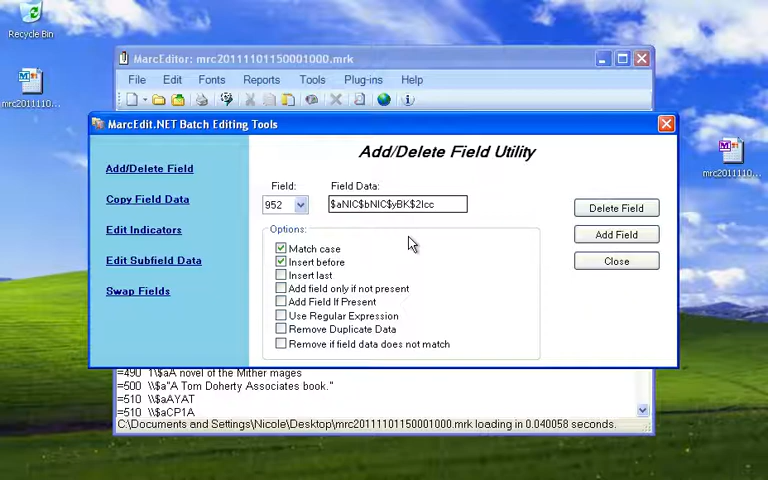 Recycle Bin
mrc2011110...
MarcEditor: mrc20111101150001000.mrk
File Edit Fonts Reports Tools Plug-ins Help
MarcEdit.NET Batch Editing Tools
Add/Delete Field
Copy Field Data
Edit Indicators
Edit Subfield Data
Swap Fields
Add/Delete Field Utility
Field: Field Data:
952 $aNIC$bNIC$yBK$2lcc
Options:
Match case
Insert before
Insert last
Add field only if not present
Add Field If Present
Use Regular Expression
Remove Duplicate Data
Remove if field data does not match
Delete Field
Add Field
Close
mrc2011110...
=490 1\$aA novel of the Mither mages
=500 \\$a"A Tom Doherty Associates book."
=510 \\$aAYAT
=510 \\$aCP1A
C:\Documents and Settings\Nicole\Desktop\mrc20111101150001000.mrk loading in 0.040058 seconds.